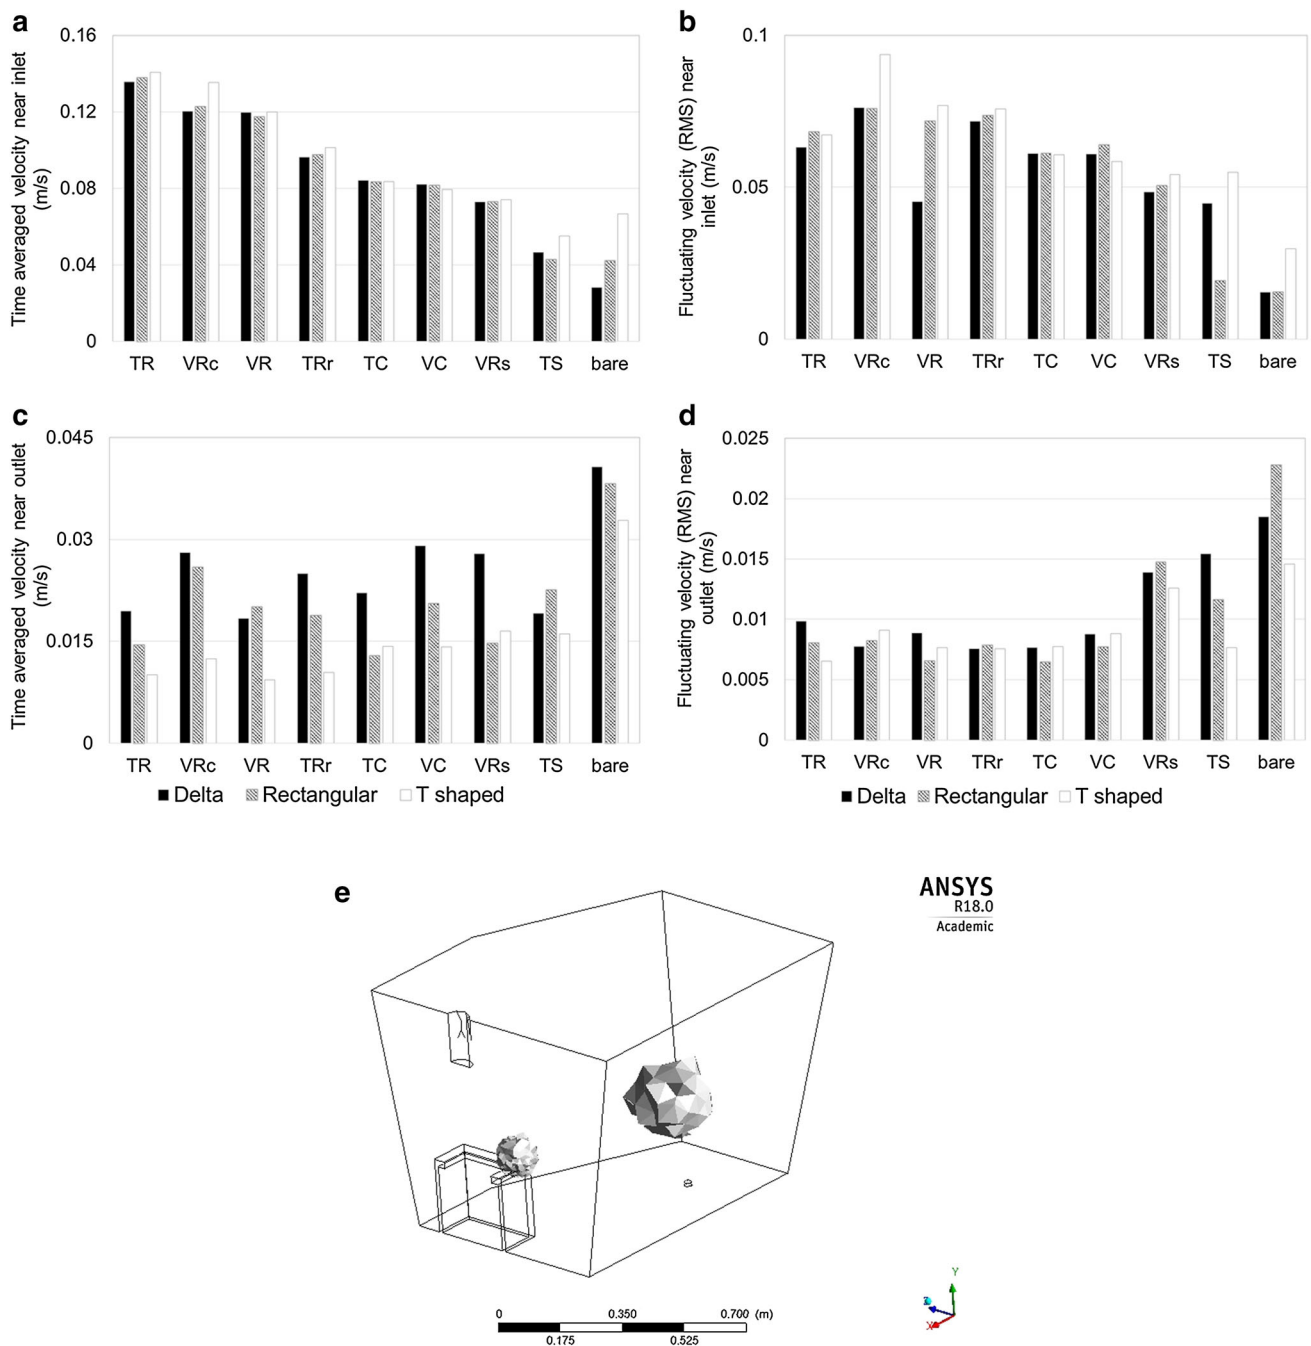 a
Time averaged velocity near inlet
(m/s)
0.16
0.12
0.08
0.04
0
TR VRc VR TRr TC VC VRs TS bare
b
Fluctuating velocity (RMS) near
inlet (m/s)
0.1
0.05
0
TR VRc VR TRr TC VC VRs TS bare
c
Time averaged velocity near outlet
(m/s)
0.045
0.03
0.015
0
TR VRc VR TRr TC VC VRs TS bare
Delta Rectangular T shaped
d
Fluctuating velocity (RMS) near
outlet (m/s)
0.025
0.02
0.015
0.01
0.005
0
TR VRc VR TRr TC VC VRs TS bare
Delta Rectangular T shaped
e
ANSYS
R18.0
Academic
0 0.350 0.700 (m)
0.175 0.525
Y
Z
X